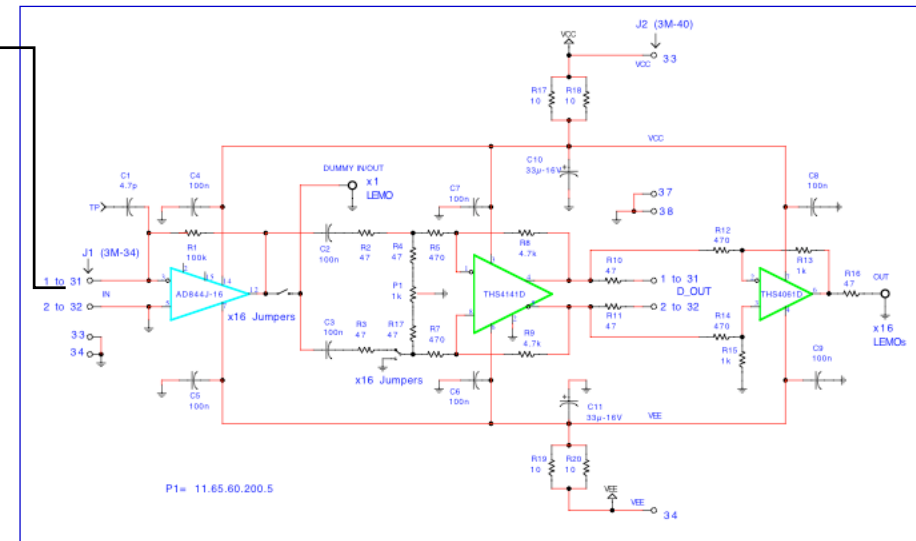 J2 (3M-40)
VCC
33
VCC
R17
10
R18
10
VCC
C1
4.7p
C4
100n
DUMMY IN/OUT
x1
LEMO
C7
100n
C10
33µ-16V
37
38
C8
100n
TP
R1
100k
C2
100n
R2
47
R4
47
R5
470
R8
4.7k
R12
470
R13
1k
J1 (3M-34)
1 to 31
IN
2 to 32
AD844J-16
x16 Jumpers
P1
1k
THS4141D
R10
47
1 to 31
D_OUT
2 to 32
R11
47
THS4061D
R16
47
OUT
x16
LEMOs
33
34
C3
100n
R3
47
R17
47
R7
470
R9
4.7k
R14
470
R15
1k
x16 Jumpers
C5
100n
C6
100n
C11
33µ-16V
C9
100n
VEE
R19
10
R20
10
P1= 11.65.60.200.5
VEE
VEE
34